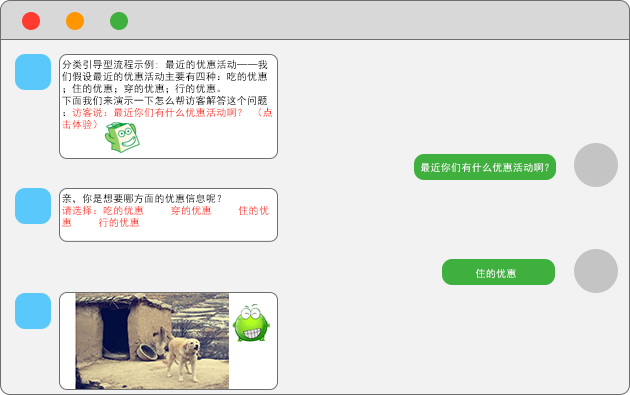 分类引导型流程示例：最近的优惠活动——我
们假设最近的优惠活动主要有四种：吃的优惠
；住的优惠；穿的优惠；行的优惠。
下面我们来演示一下怎么帮访客解答这个问题
：访客说：最近你们有什么优惠活动啊？（点
击体验）
最近你们有什么优惠活动啊？
亲，你是想要哪方面的优惠信息呢？
请选择：吃的优惠 穿的优惠 住的优
惠 行的优惠
住的优惠